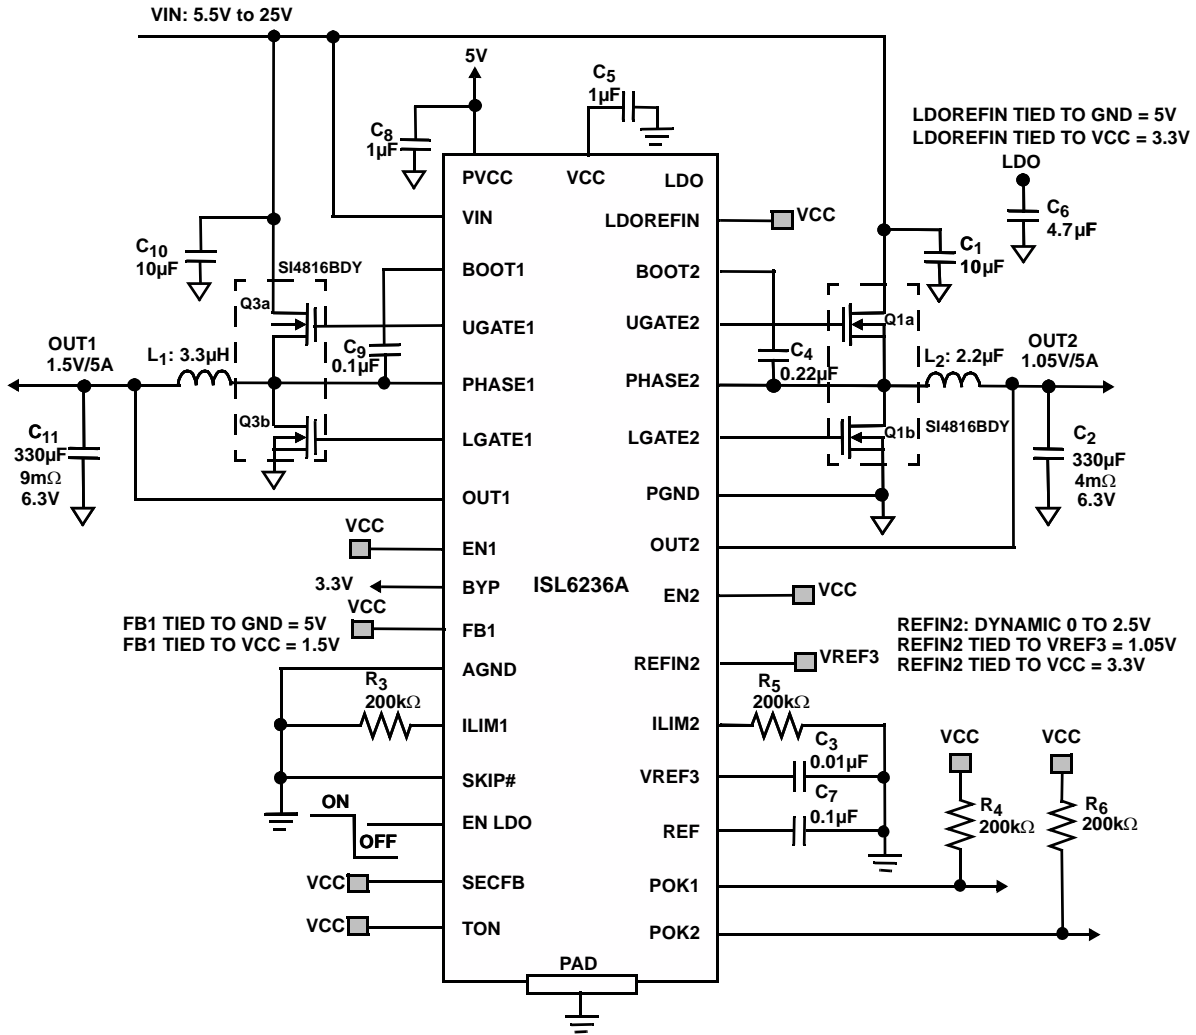 VIN: 5.5V to 25V
5V
C5
1µF
C8
1µF
LDOREFIN TIED TO GND = 5V
LDOREFIN TIED TO VCC = 3.3V
LDO
C6
4.7µF
PVCC
VCC
LDO
VIN
LDOREFIN
VCC
C10
10µF
C1
10µF
SI4816BDY
BOOT1
BOOT2
Q3a
Q1a
UGATE1
UGATE2
OUT1
1.5V/5A
L1: 3.3µH
C9
0.1µF
C4
0.22µF
OUT2
1.05V/5A
L2: 2.2µF
PHASE1
PHASE2
Q3b
Q1b
SI4816BDY
LGATE1
LGATE2
C11
330µF
9mΩ
6.3V
C2
330µF
4mΩ
6.3V
OUT1
PGND
VCC
EN1
OUT2
3.3V
BYP
ISL6236A
EN2
VCC
VCC
FB1 TIED TO GND = 5V
FB1 TIED TO VCC = 1.5V
FB1
REFIN2: DYNAMIC 0 TO 2.5V
REFIN2 TIED TO VREF3 = 1.05V
REFIN2 TIED TO VCC = 3.3V
AGND
REFIN2
VREF3
R3
200kΩ
R5
200kΩ
ILIM1
ILIM2
VCC
VCC
C3
0.01µF
SKIP#
VREF3
C7
0.1µF
ON
OFF
EN LDO
REF
R4
200kΩ
R6
200kΩ
VCC
SECFB
POK1
VCC
TON
POK2
PAD